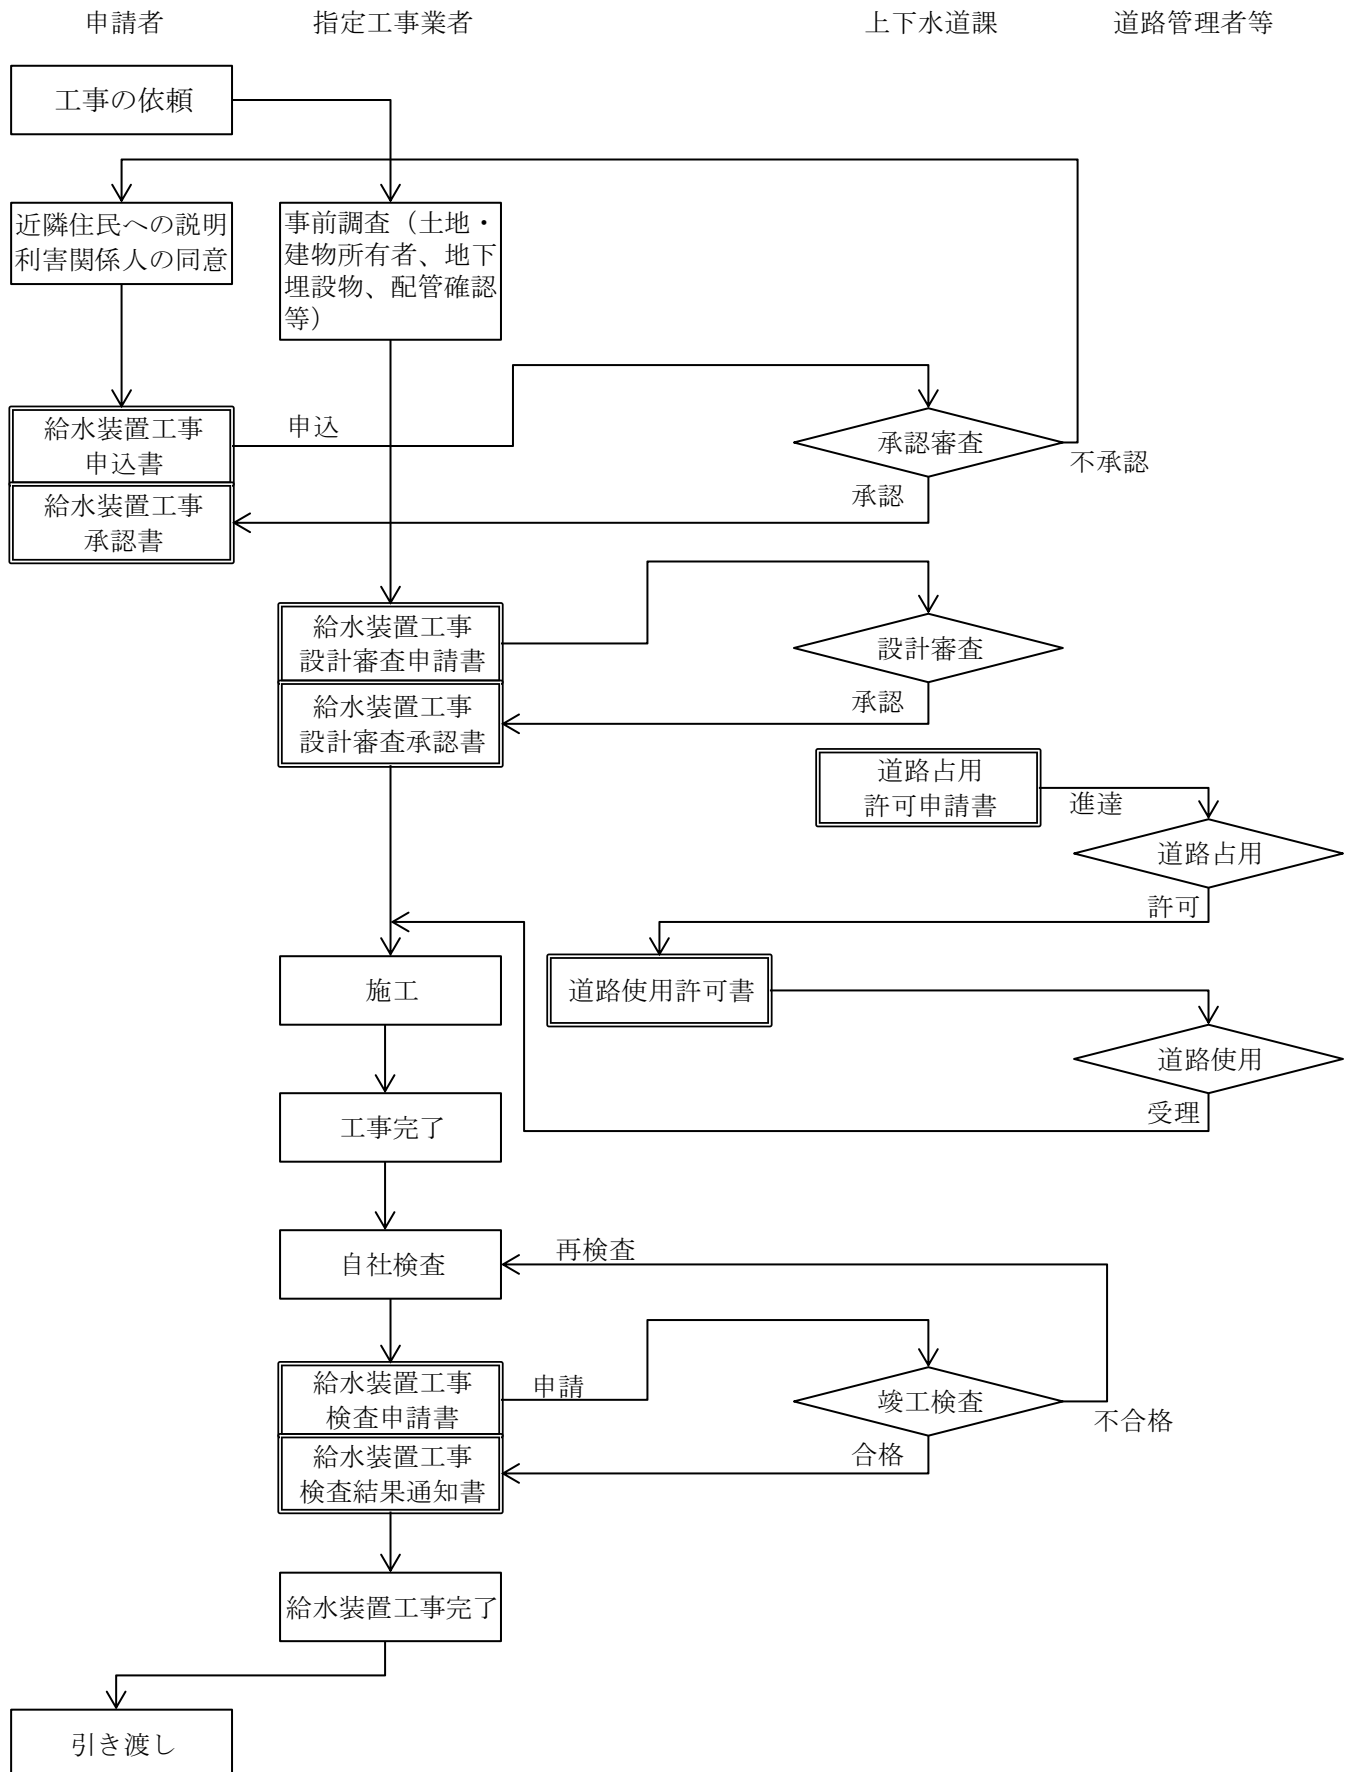 申請者
指定工事業者
上下水道課
道路管理者等
工事の依頼
近隣住民への説明
利害関係人の同意
事前調査（土地・
建物所有者、地下
埋設物、配管確認
等）
給水装置工事
申込書
申込
承認審査
不承認
承認
給水装置工事
承認書
給水装置工事
設計審査申請書
設計審査
承認
給水装置工事
設計審査承認書
道路占用
許可申請書
進達
道路占用
許可
道路使用許可書
施工
道路使用
受理
工事完了
自社検査
再検査
給水装置工事
検査申請書
申請
竣工検査
不合格
合格
給水装置工事
検査結果通知書
給水装置工事完了
引き渡し